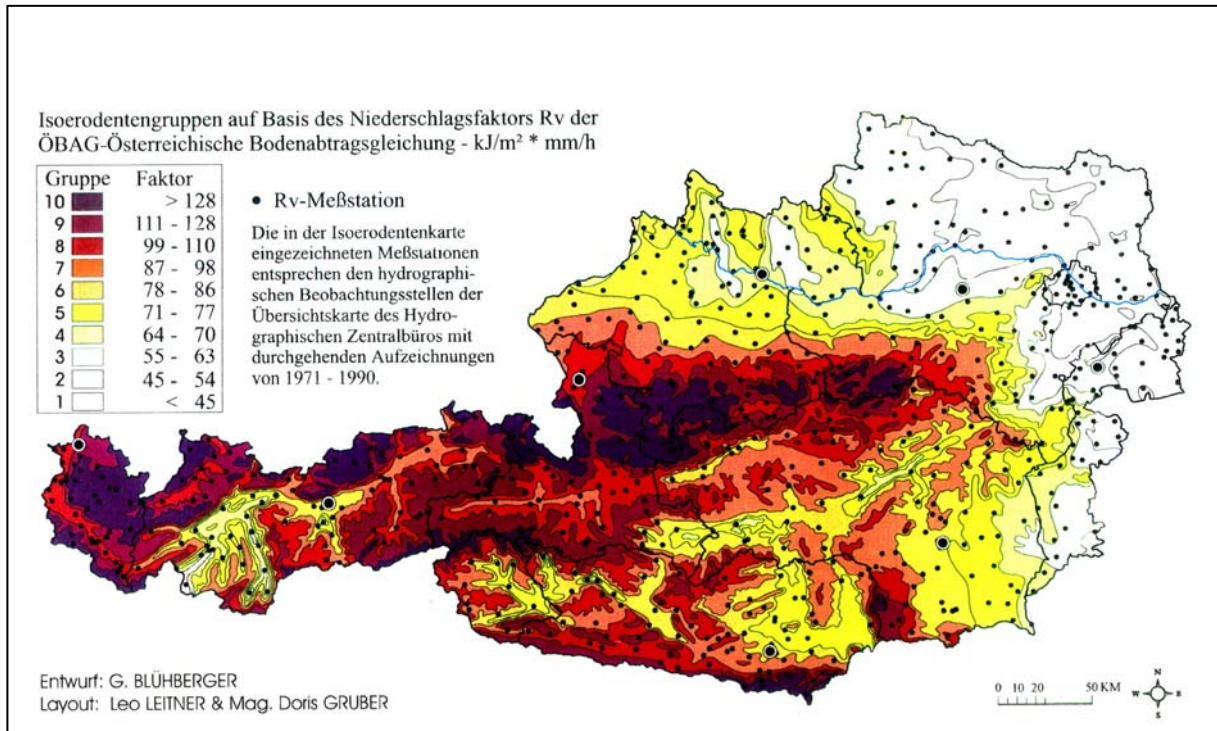 Isoerodentengruppen auf Basis des Niederschlagsfaktors Rv der
ÖBAG-Österreichische Bodenabtragsgleichung - kJ/m² * mm/h
Gruppe Faktor
10 > 128
9 111 - 128
8 99 - 110
7 87 - 98
6 78 - 86
5 71 - 77
4 64 - 70
3 55 - 63
2 45 - 54
1 < 45
• Rv-Meßstation
Die in der Isoerodentenkarte
eingezeichneten Meßstationen
entsprechen den hydrographi-
schen Beobachtungsstellen der
Übersichtskarte des Hydro-
graphischen Zentralbüros mit
durchgehenden Aufzeichnungen
von 1971 - 1990.
Entwurf: G. BLÜHBERGER
Layout: Leo LEITNER & Mag. Doris GRUBER
0 10 20 50 KM
N
W E
S